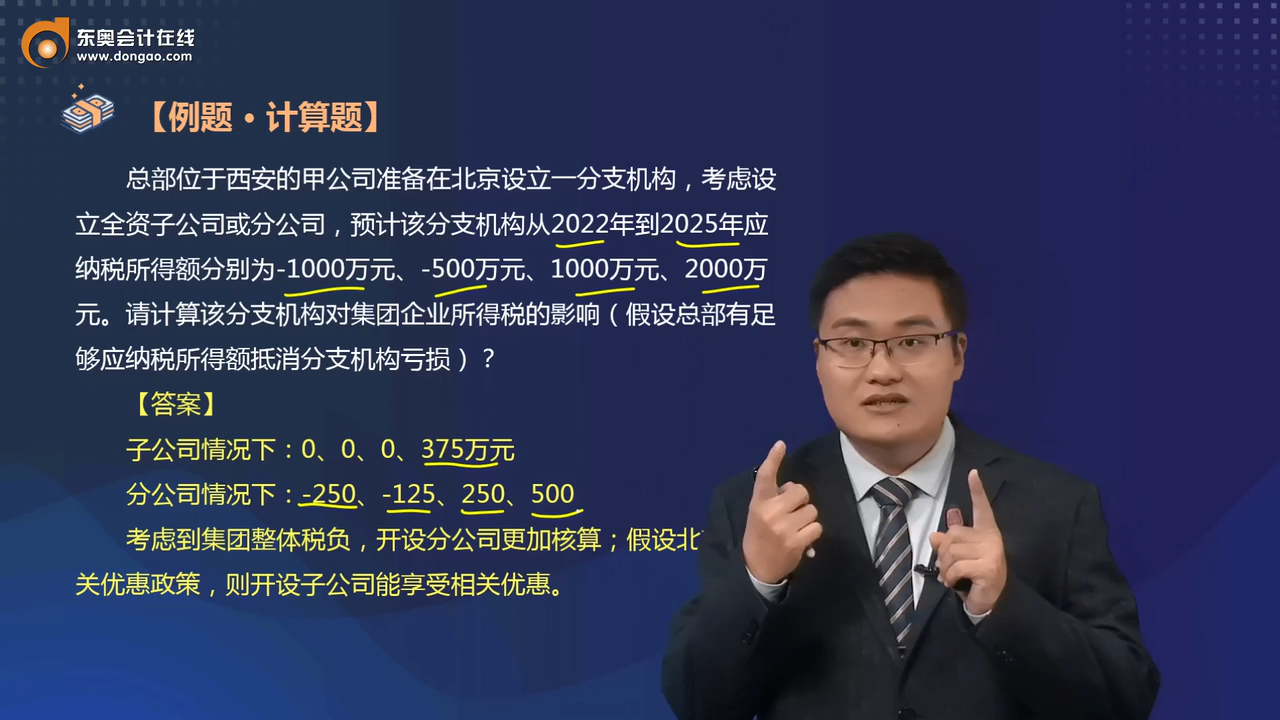 东奥会计在线
www.dongao.com
【例题·计算题】
总部位于西安的甲公司准备在北京设立一分支机构，考虑设
立全资子公司或分公司，预计该分支机构从2022年到2025年应
纳税所得额分别为-1000万元、-500万元、1000万元、2000万
元。请计算该分支机构对集团企业所得税的影响（假设总部有足
够应纳税所得额抵消分支机构亏损）？
【答案】
子公司情况下：0、0、0、375万元
分公司情况下：-250、-125、250、500
考虑到集团整体税负，开设分公司更加核算；假设北
关优惠政策，则开设子公司能享受相关优惠。